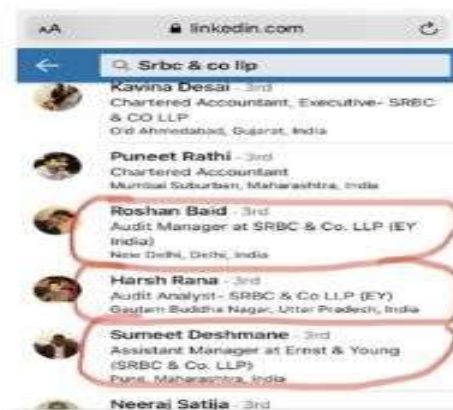 AA linkedin.com
Srbc & co llp
Kavina Desai - 3rd
Chartered Accountant, Executive- SRBC
& CO LLP
Old Ahmedabad, Gujarat, India
Puneet Rathi - 3rd
Chartered Accountant
Mumbai Suburban, Maharashtra, India
Roshan Baid - 3rd
Audit Manager at SRBC & Co. LLP (EY
India)
New Delhi, Delhi, India
Harsh Rana - 3rd
Audit Analyst- SRBC & Co LLP (EY)
Gautam Buddha Nagar, Uttar Pradesh, India
Sumeet Deshmane - 3rd
Assistant Manager at Ernst & Young
(SRBC & Co. LLP)
Pune, Maharashtra, India
Neeraj Satija - 3rd